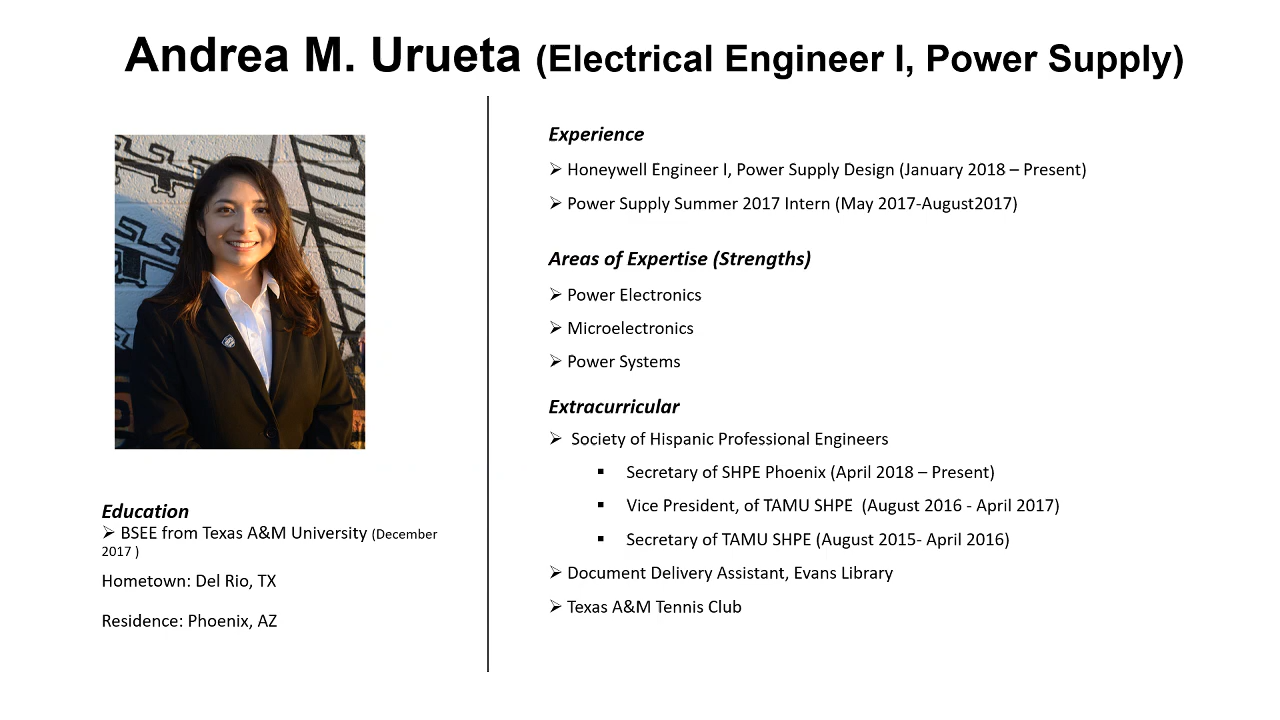 Andrea M. Urueta (Electrical Engineer I, Power Supply)
Education
➢ BSEE from Texas A&M University (December
2017 )
Hometown: Del Rio, TX
Residence: Phoenix, AZ
Experience
➢ Honeywell Engineer I, Power Supply Design (January 2018 – Present)
➢ Power Supply Summer 2017 Intern (May 2017-August2017)
Areas of Expertise (Strengths)
➢ Power Electronics
➢ Microelectronics
➢ Power Systems
Extracurricular
➢ Society of Hispanic Professional Engineers
▪ Secretary of SHPE Phoenix (April 2018 – Present)
▪ Vice President, of TAMU SHPE (August 2016 - April 2017)
▪ Secretary of TAMU SHPE (August 2015- April 2016)
➢ Document Delivery Assistant, Evans Library
➢ Texas A&M Tennis Club